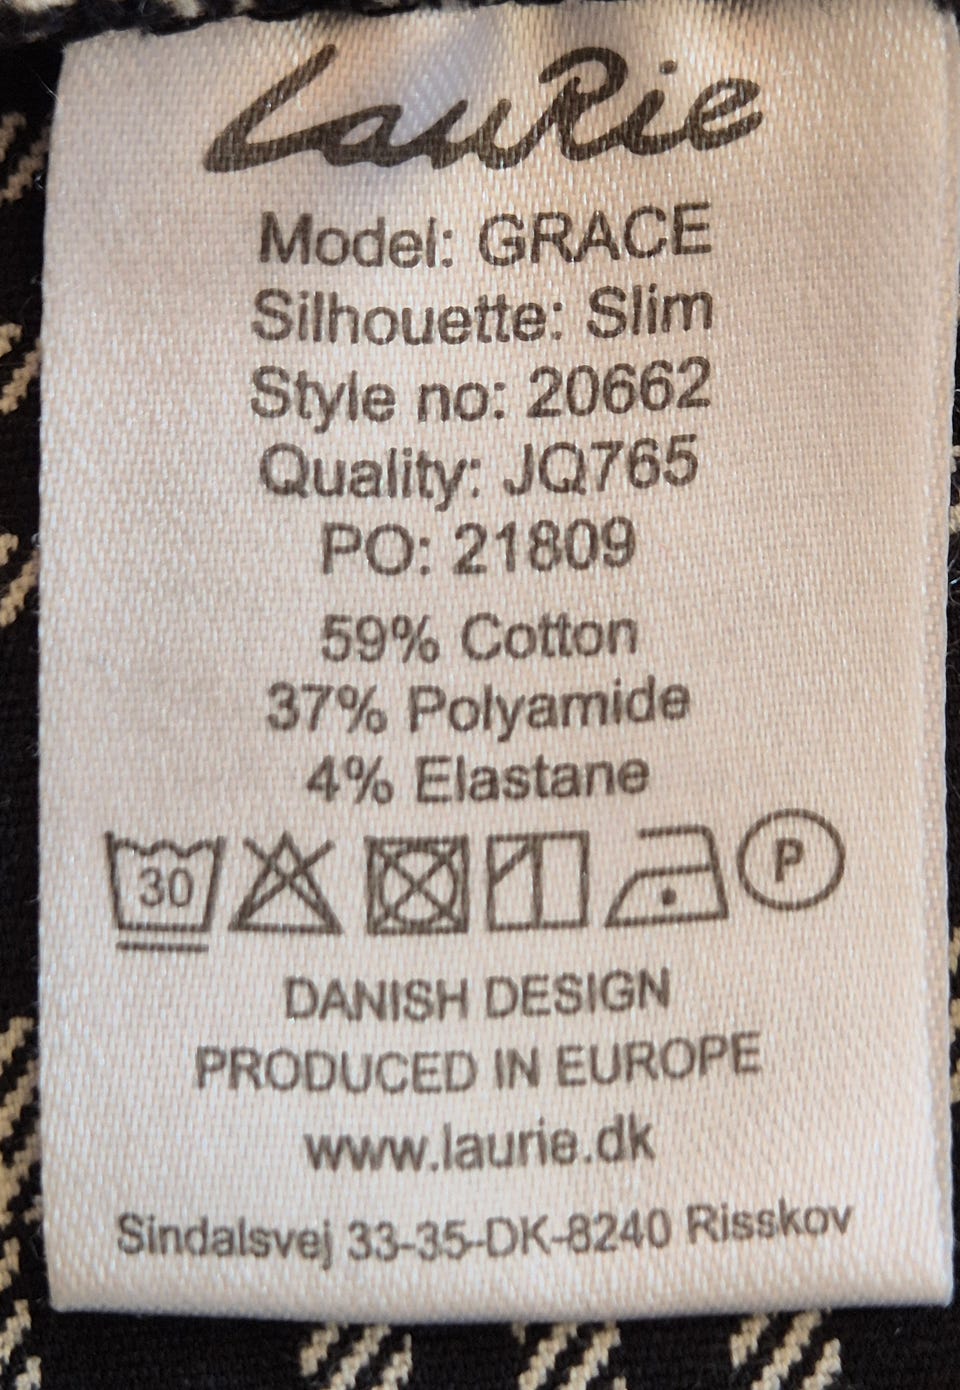 LauRie
Model: GRACE
Silhouette: Slim
Style no: 20662
Quality: JQ765
PO: 21809
59% Cotton
37% Polyamide
4% Elastane
30 P
DANISH DESIGN
PRODUCED IN EUROPE
www.laurie.dk
Sindalsvej 33-35-DK-8240 Risskov